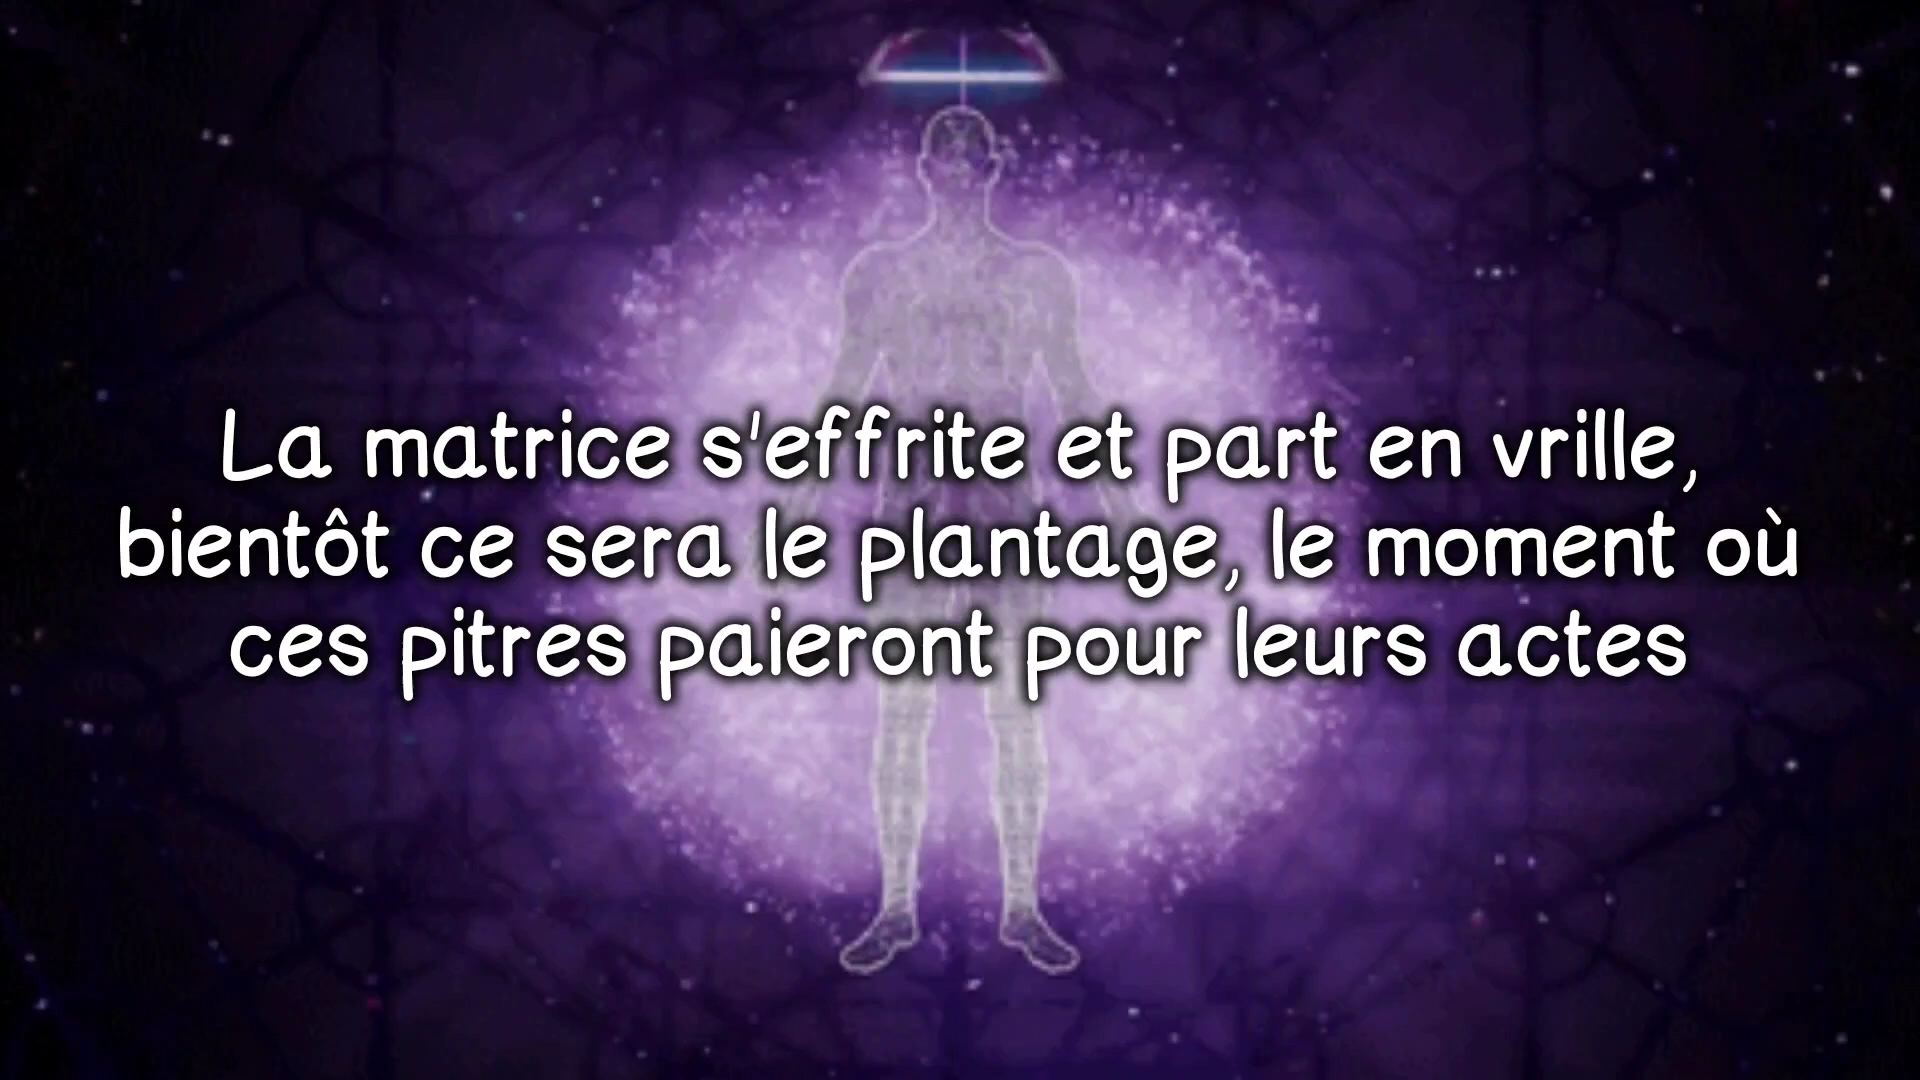 La matrice s'effrite et part en vrille,
bientôt ce sera le plantage, le moment où
ces pitres paieront pour leurs actes